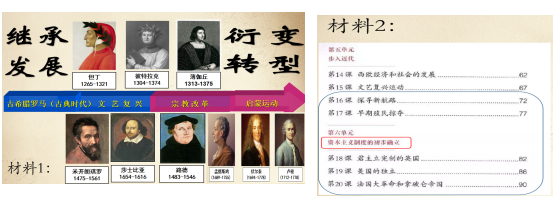 继承
发展
衍变
转型
但丁
1265-1321
彼特拉克
1304-1374
薄伽丘
1313-1375
古希腊罗马（古典时代）文 艺 复 兴
宗教改革
启蒙运动
材料1：
米开朗琪罗
1475-1561
莎士比亚
1654-1616
路德
1483-1546
孟德斯鸠
伏尔泰
卢梭
材料2：
第五单元
步入近代
第14课 西欧经济和社会的发展 62
第15课 文艺复兴运动 67
第16课 探寻新航路 72
第17课 早期殖民掠夺 77
第六单元
资本主义制度的初步确立
第18课 君主立宪制的英国 82
第19课 美国的独立 86
第20课 法国大革命和拿破仑帝国 90